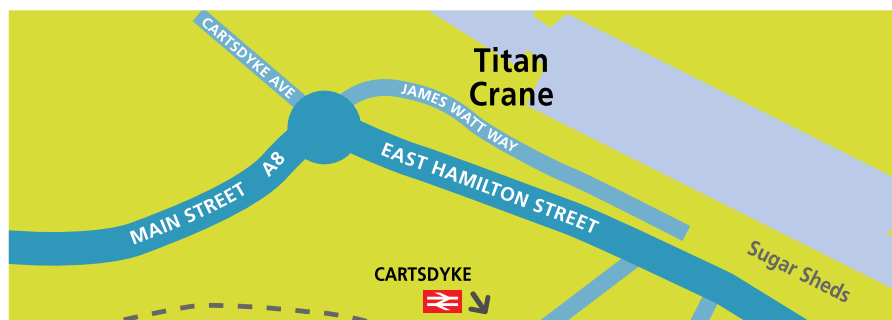 CARTSDYKE AVE
Titan
Crane
JAMES WATT WAY
EAST HAMILTON STREET
MAIN STREET A8
Sugar Sheds
CARTSDYKE